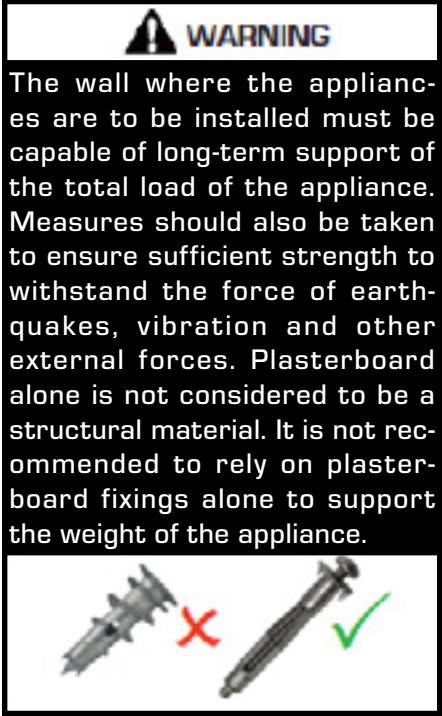 WARNING
The wall where the applianc-
es are to be installed must be
capable of long-term support of
the total load of the appliance.
Measures should also be taken
to ensure sufficient strength to
withstand the force of earth-
quakes, vibration and other
external forces. Plasterboard
alone is not considered to be a
structural material. It is not rec-
ommended to rely on plaster-
board fixings alone to support
the weight of the appliance.